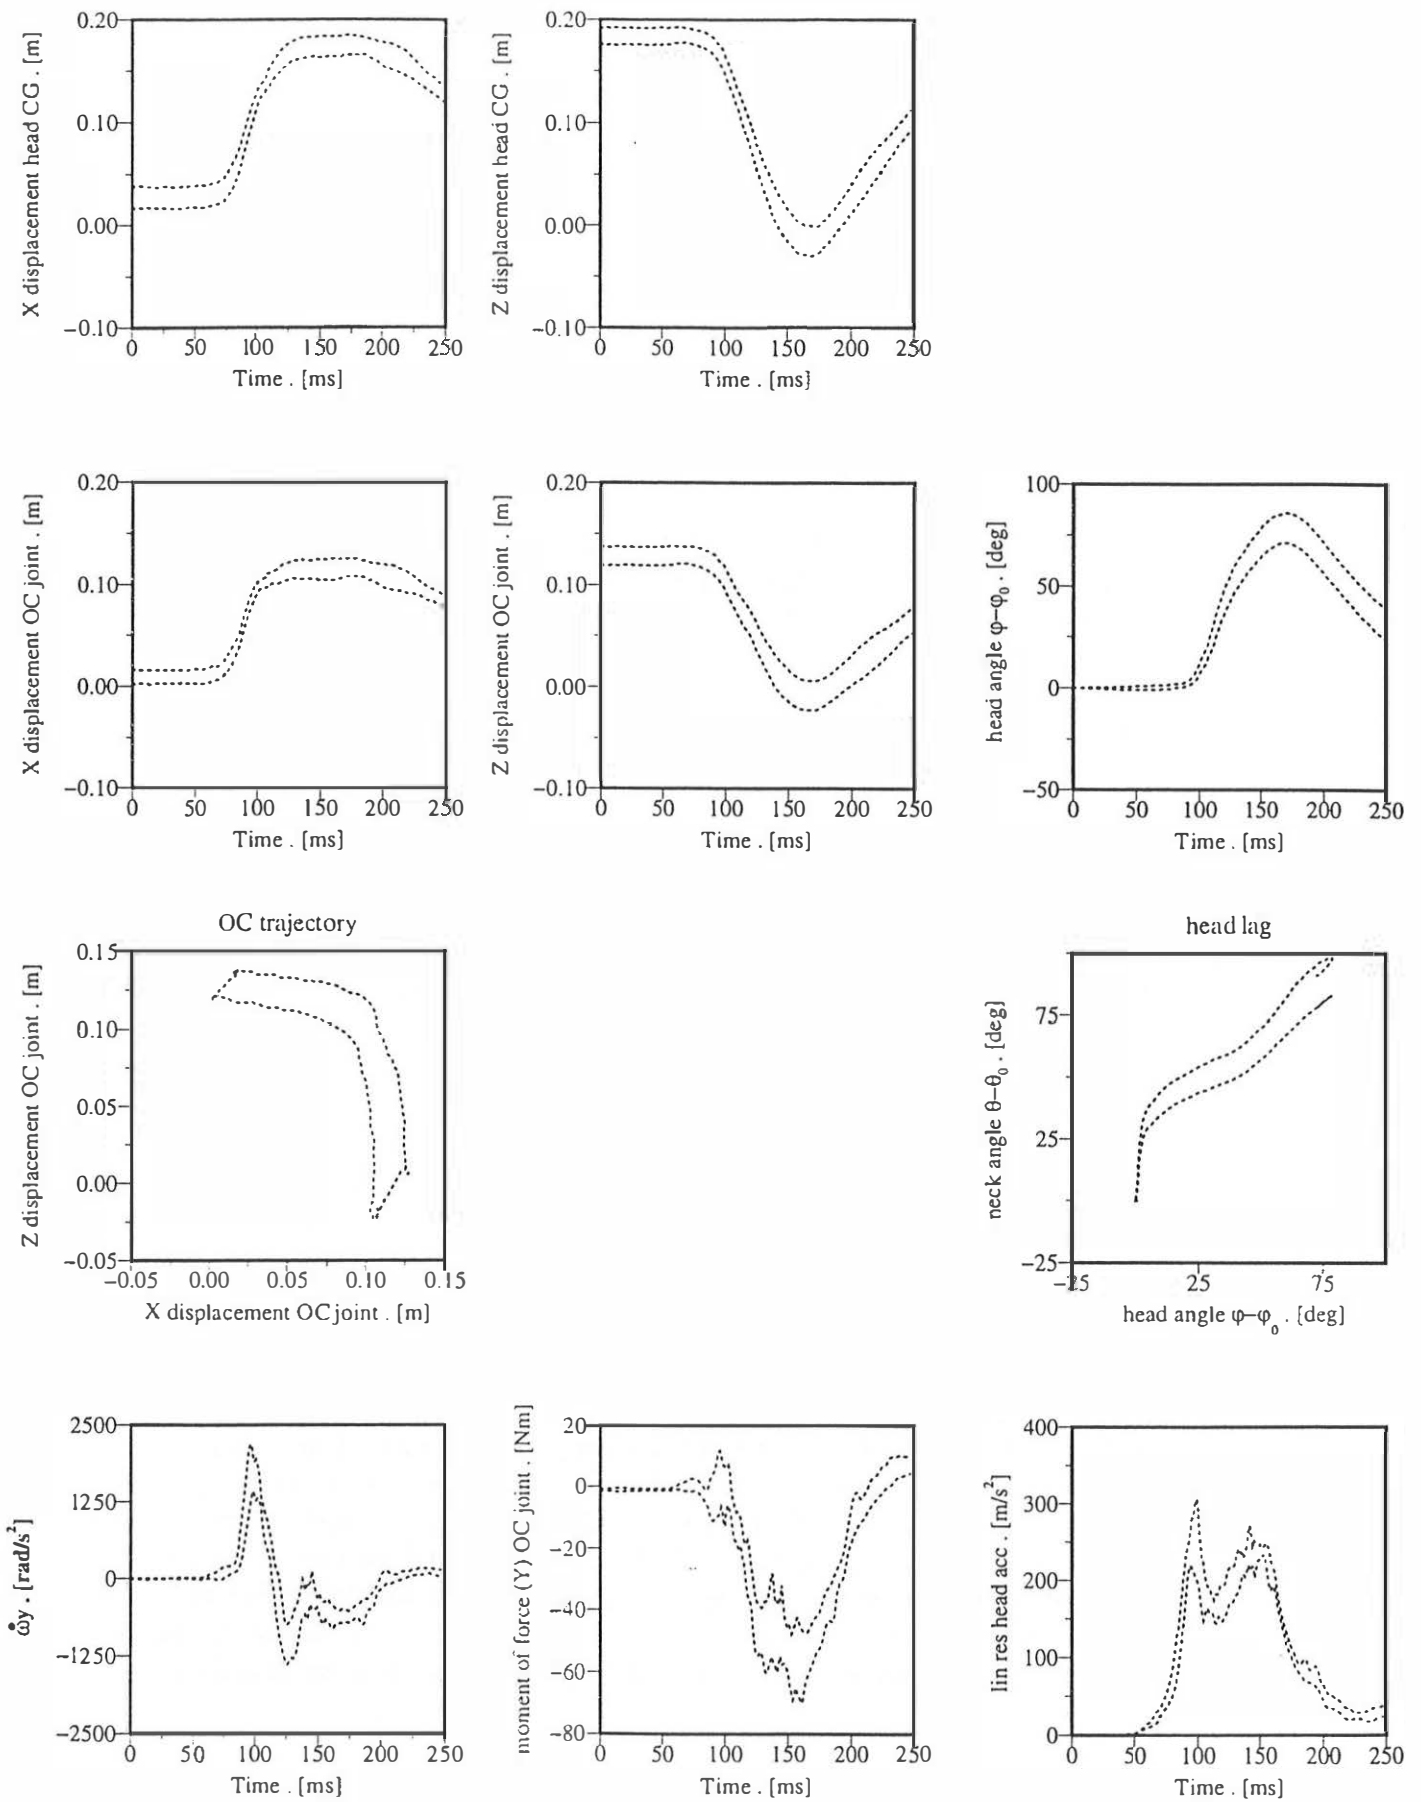 X displacement head CG . [m]
0.20
0.10
0.00
−0.10
0 50 100 150 200 250
Time . [ms]
Z displacement head CG . [m]
0.20
0.10
0.00
−0.10
0 50 100 150 200 250
Time . [ms]
X displacement OC joint . [m]
0.20
0.10
0.00
−0.10
0 50 100 150 200 250
Time . [ms]
Z displacement OC joint . [m]
0.20
0.10
0.00
−0.10
0 50 100 150 200 250
Time . [ms]
head angle φ−φ₀ . [deg]
100
50
0
−50
0 50 100 150 200 250
Time . [ms]
OC trajectory
Z displacement OC joint . [m]
0.15
0.10
0.05
0.00
−0.05
−0.05 0.00 0.05 0.10 0.15
X displacement OC joint . [m]
head lag
neck angle θ−θ₀ . [deg]
75
25
−25
−25 25 75
head angle φ−φ₀ . [deg]
ω̇y . [rad/s²]
2500
1250
0
−1250
−2500
0 50 100 150 200 250
Time . [ms]
moment of force (Y) OC joint . [Nm]
20
0
−20
−40
−60
−80
0 50 100 150 200 250
Time . [ms]
lin res head acc . [m/s²]
400
300
200
100
0
0 50 100 150 200 250
Time . [ms]